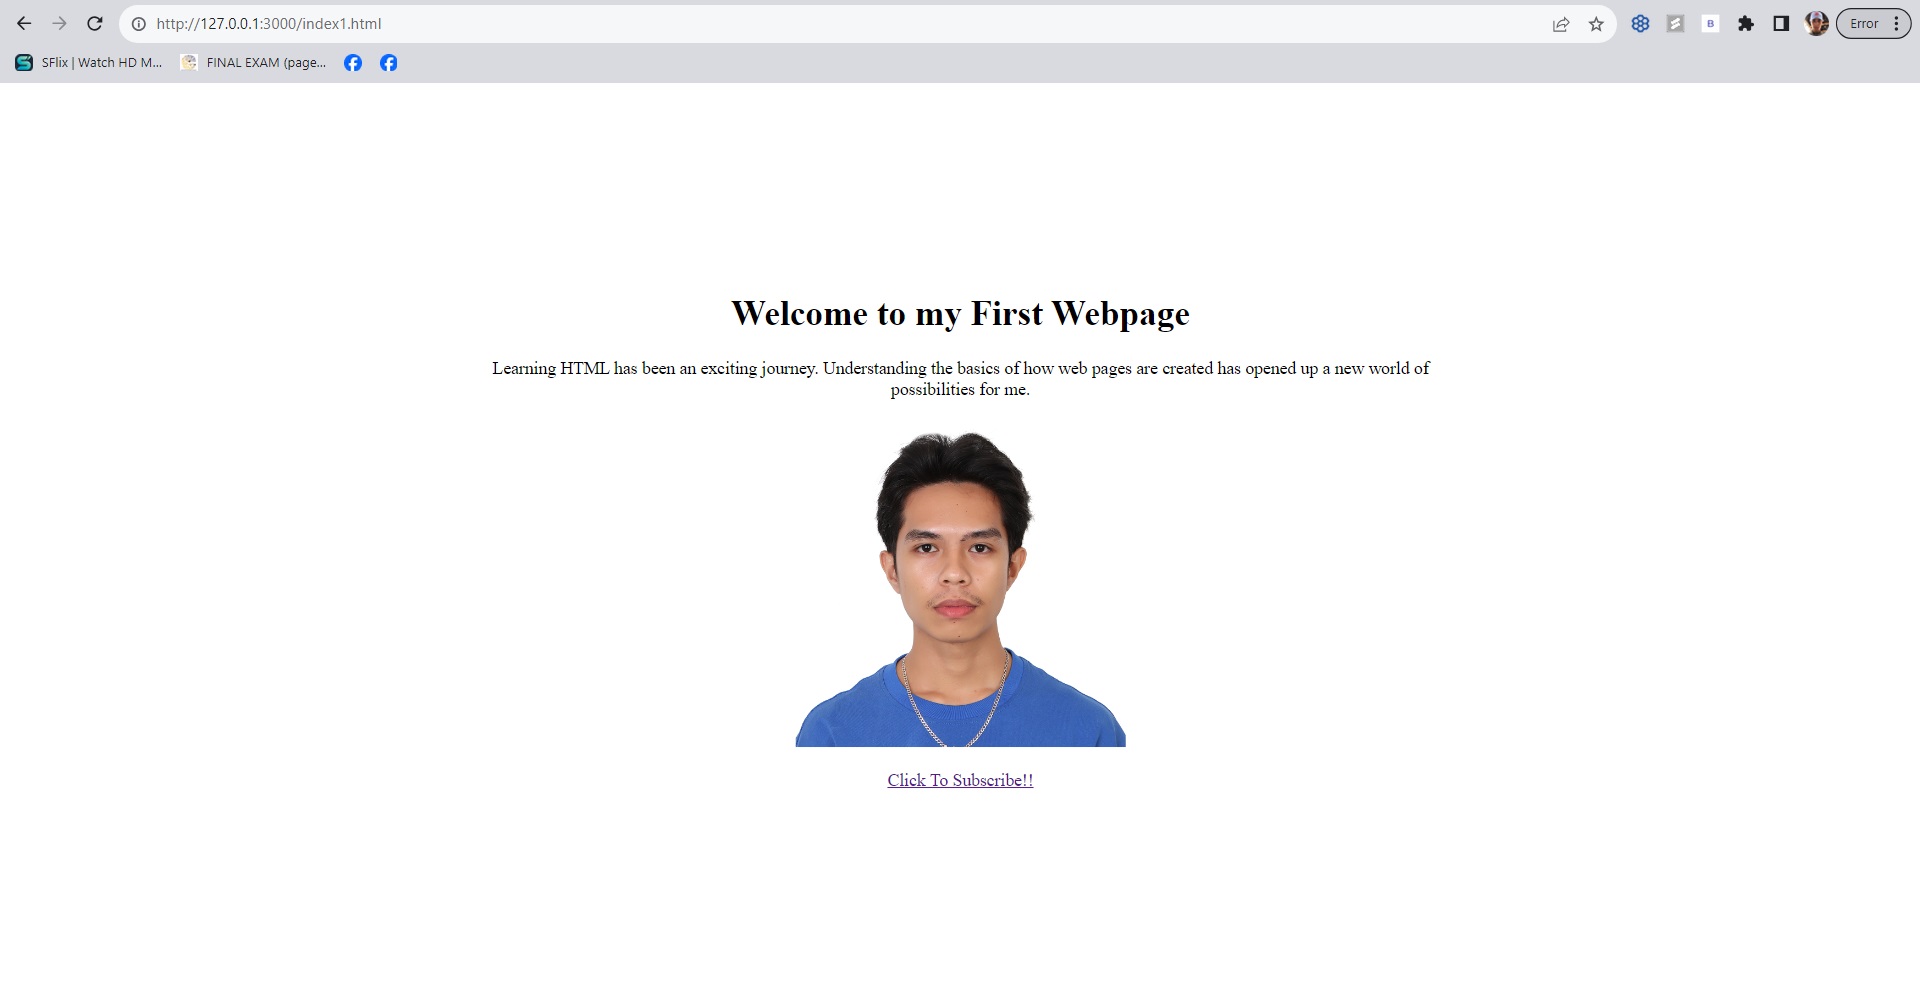 http://127.0.0.1:3000/index1.html
Error
SFlix | Watch HD M...
FINAL EXAM (page...
B
Welcome to my First Webpage
Learning HTML has been an exciting journey. Understanding the basics of how web pages are created has opened up a new world of
possibilities for me.
Click To Subscribe!!